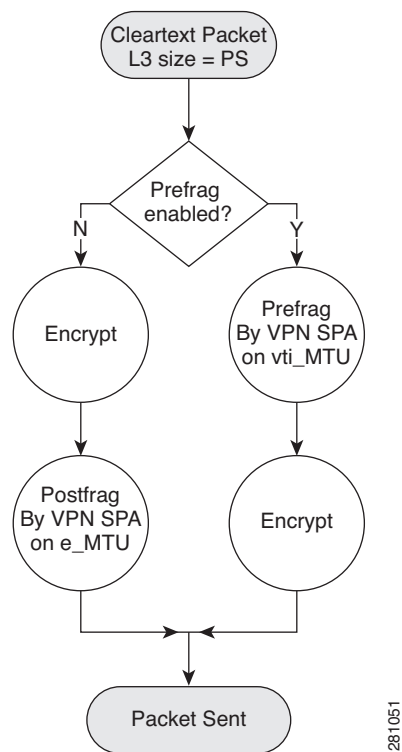 Cleartext Packet
L3 size = PS
Prefrag
enabled?
N
Y
Encrypt
Prefrag
By VPN SPA
on vti_MTU
Postfrag
By VPN SPA
on e_MTU
Encrypt
Packet Sent
281051